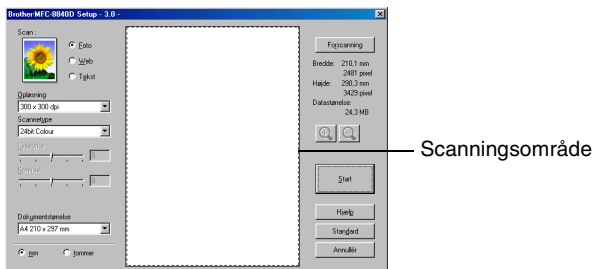 Brother MFC-8840D Setup - 3.0 -
Scan:
Foto
Web
Tekst
Opløsning
300 x 300 dpi
Scannetype
24bit Colour
Lysstyrke
0
Kontrast
0
Dokumentstørrelse
A4 210 x 297 mm
mm
tommer
Forscanning
Bredde: 210,1 mm
2481 pixel
Højde: 290,3 mm
3429 pixel
Datastørrelse:
24,3 MB
Start
Hjælp
Standard
Annullér
Scanningsområde